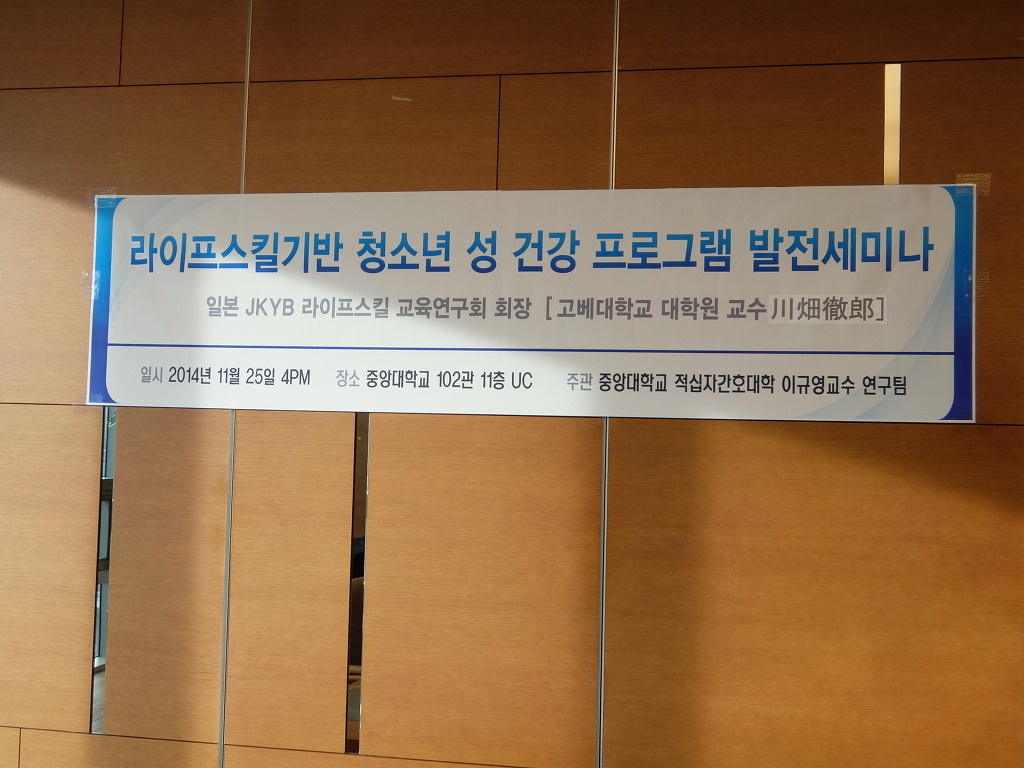 라이프스킬기반 청소년 성 건강 프로그램 발전세미나
일본 JKYB 라이프스킬 교육연구회 회장 [고베대학교 대학원 교수 川畑徹郎]
일시 2014년 11월 25일 4PM 장소 중앙대학교 102관 11층 UC 주관 중앙대학교 적십자간호대학 이규영교수 연구팀